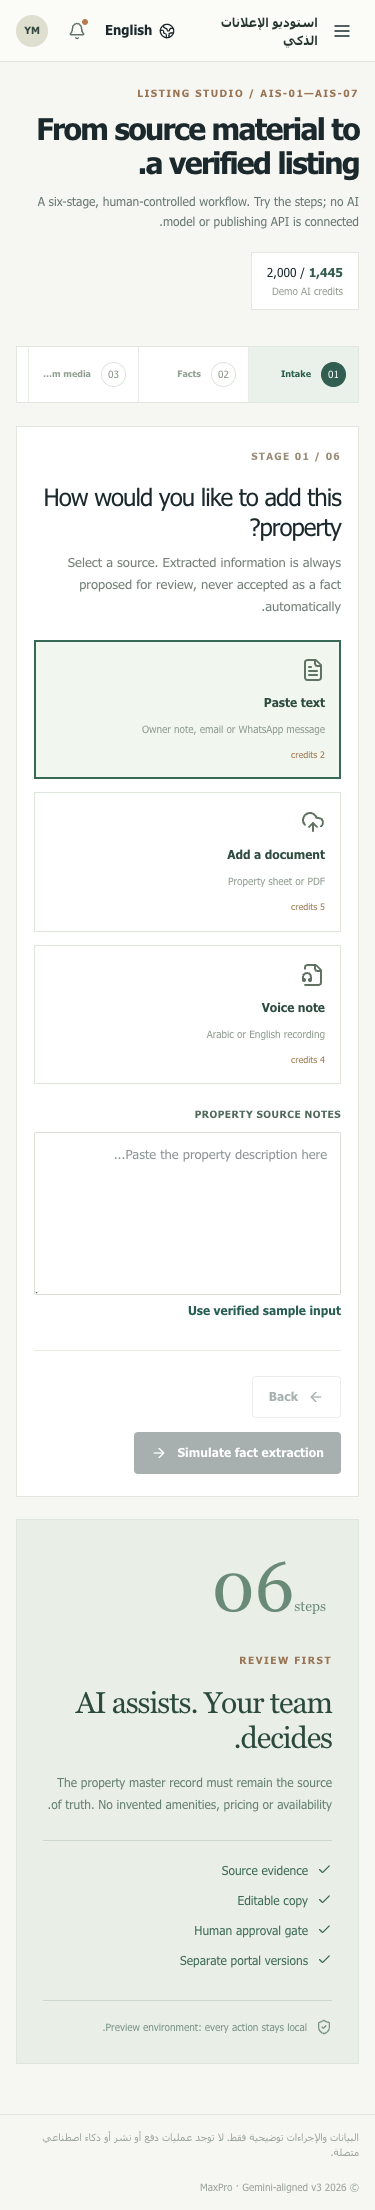 استوديو الإعلانات
الذكي
English
YM
LISTING STUDIO / AIS-01—AIS-07
From source material to
a verified listing.
A six-stage, human-controlled workflow. Try the steps; no AI
model or publishing API is connected.
1,445 / 2,000
Demo AI credits
01 Intake
02 Facts
03 m media...
STAGE 01 / 06
How would you like to add this
property?
Select a source. Extracted information is always
proposed for review, never accepted as a fact
automatically.
Paste text
Owner note, email or WhatsApp message
2 credits
Add a document
Property sheet or PDF
5 credits
Voice note
Arabic or English recording
4 credits
PROPERTY SOURCE NOTES
Paste the property description here...
Use verified sample input
Back
Simulate fact extraction
06 steps
REVIEW FIRST
AI assists. Your team
decides.
The property master record must remain the source
of truth. No invented amenities, pricing or availability.
Source evidence
Editable copy
Human approval gate
Separate portal versions
Preview environment: every action stays local.
البيانات والإجراءات توضيحية فقط. لا توجد عمليات دفع أو نشر أو ذكاء اصطناعي
متصلة.
© 2026 MaxPro · Gemini-aligned v3